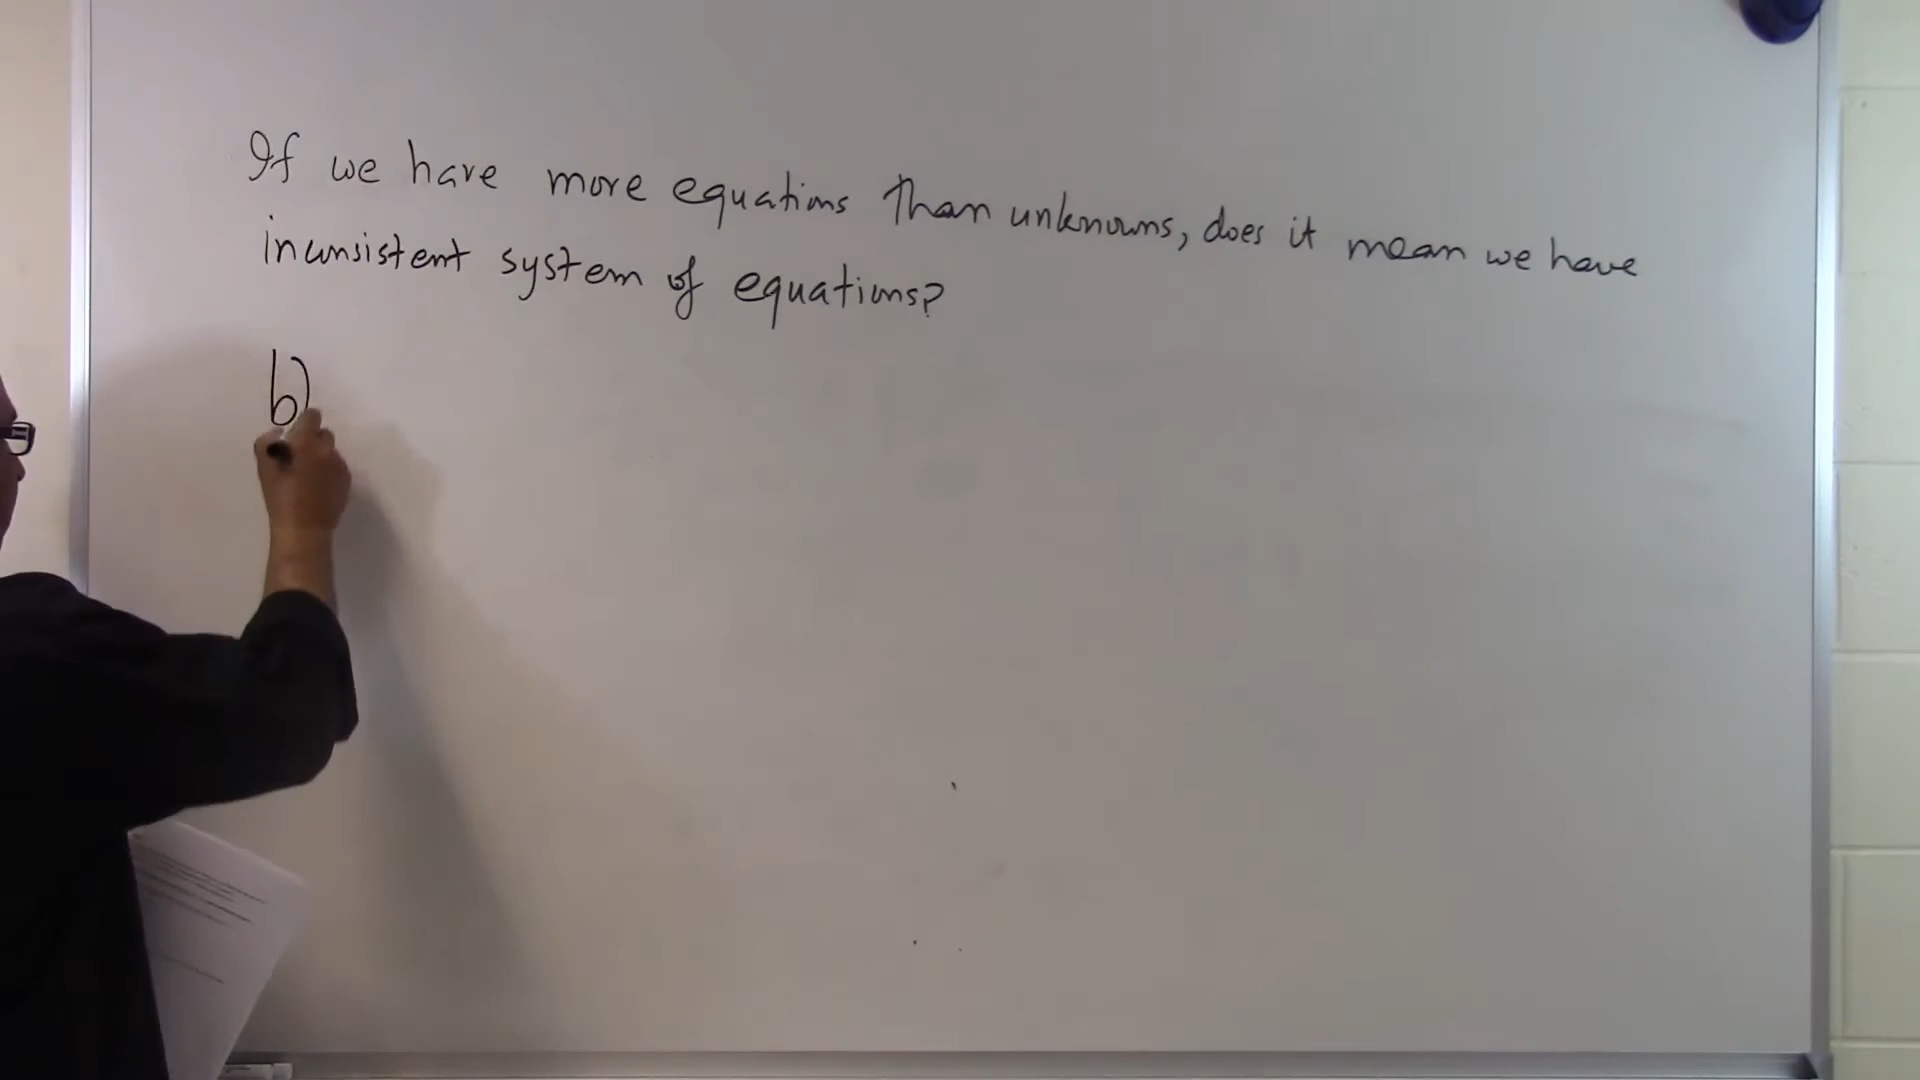 If we have more equations than unknowns, does it mean we have
inconsistent system of equations?
b)